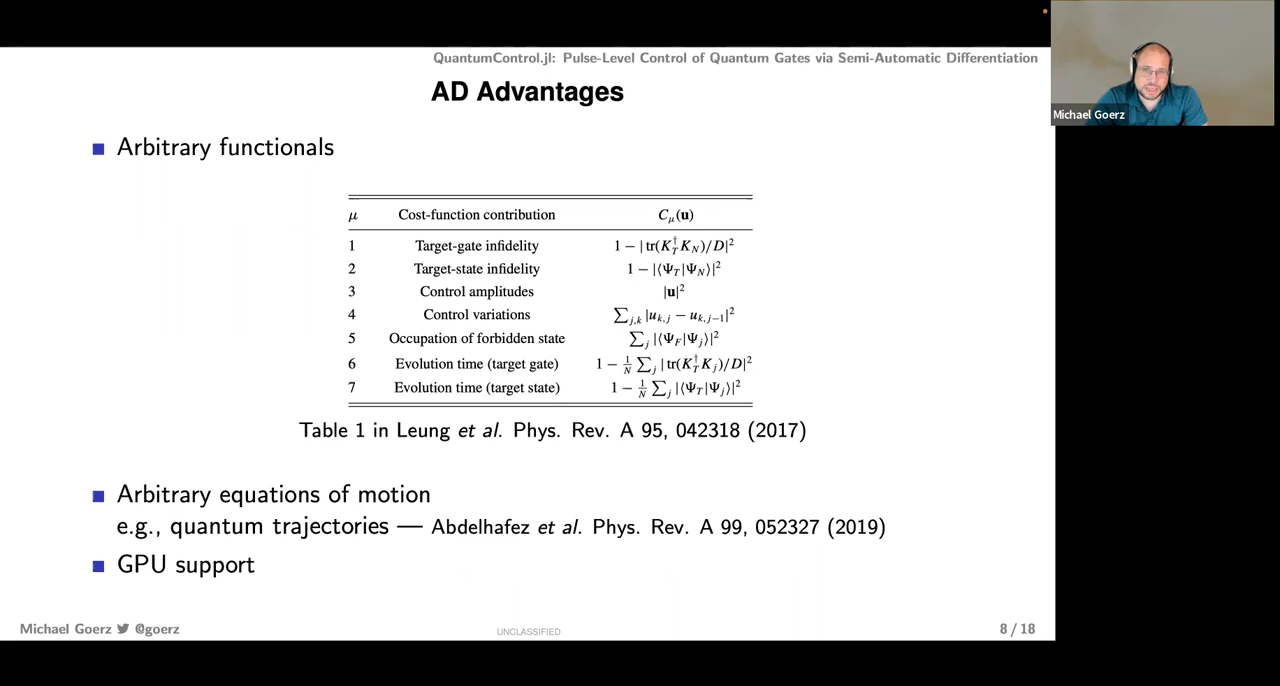 QuantumControl.jl: Pulse-Level Control of Quantum Gates via Semi-Automatic Differentiation
AD Advantages
Michael Goerz
Arbitrary functionals
μ Cost-function contribution C_μ(u)
1 Target-gate infidelity 1 − |tr(K_T^† K_N)/D|^2
2 Target-state infidelity 1 − |⟨Ψ_T|Ψ_N⟩|^2
3 Control amplitudes |u|^2
4 Control variations ∑_{j,k} |u_{k,j} − u_{k,j−1}|^2
5 Occupation of forbidden state ∑_j |⟨Ψ_F|Ψ_j⟩|^2
6 Evolution time (target gate) 1 − 1/N ∑_j |tr(K_T^† K_j)/D|^2
7 Evolution time (target state) 1 − 1/N ∑_j |⟨Ψ_T|Ψ_j⟩|^2
Table 1 in Leung et al. Phys. Rev. A 95, 042318 (2017)
Arbitrary equations of motion
e.g., quantum trajectories — Abdelhafez et al. Phys. Rev. A 99, 052327 (2019)
GPU support
Michael Goerz @goerz
UNCLASSIFIED
8 / 18